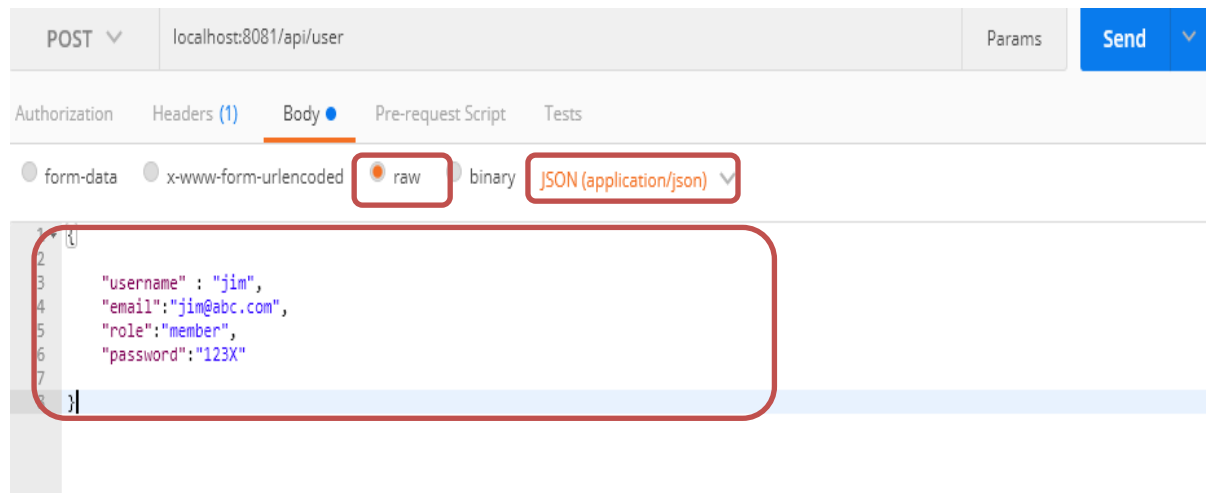 POST localhost:8081/api/user Params Send
Authorization Headers (1) Body Pre-request Script Tests
form-data x-www-form-urlencoded raw binary JSON (application/json)
1 {
2
3 "username" : "jim",
4 "email":"jim@abc.com",
5 "role":"member",
6 "password":"123X"
7
8 }